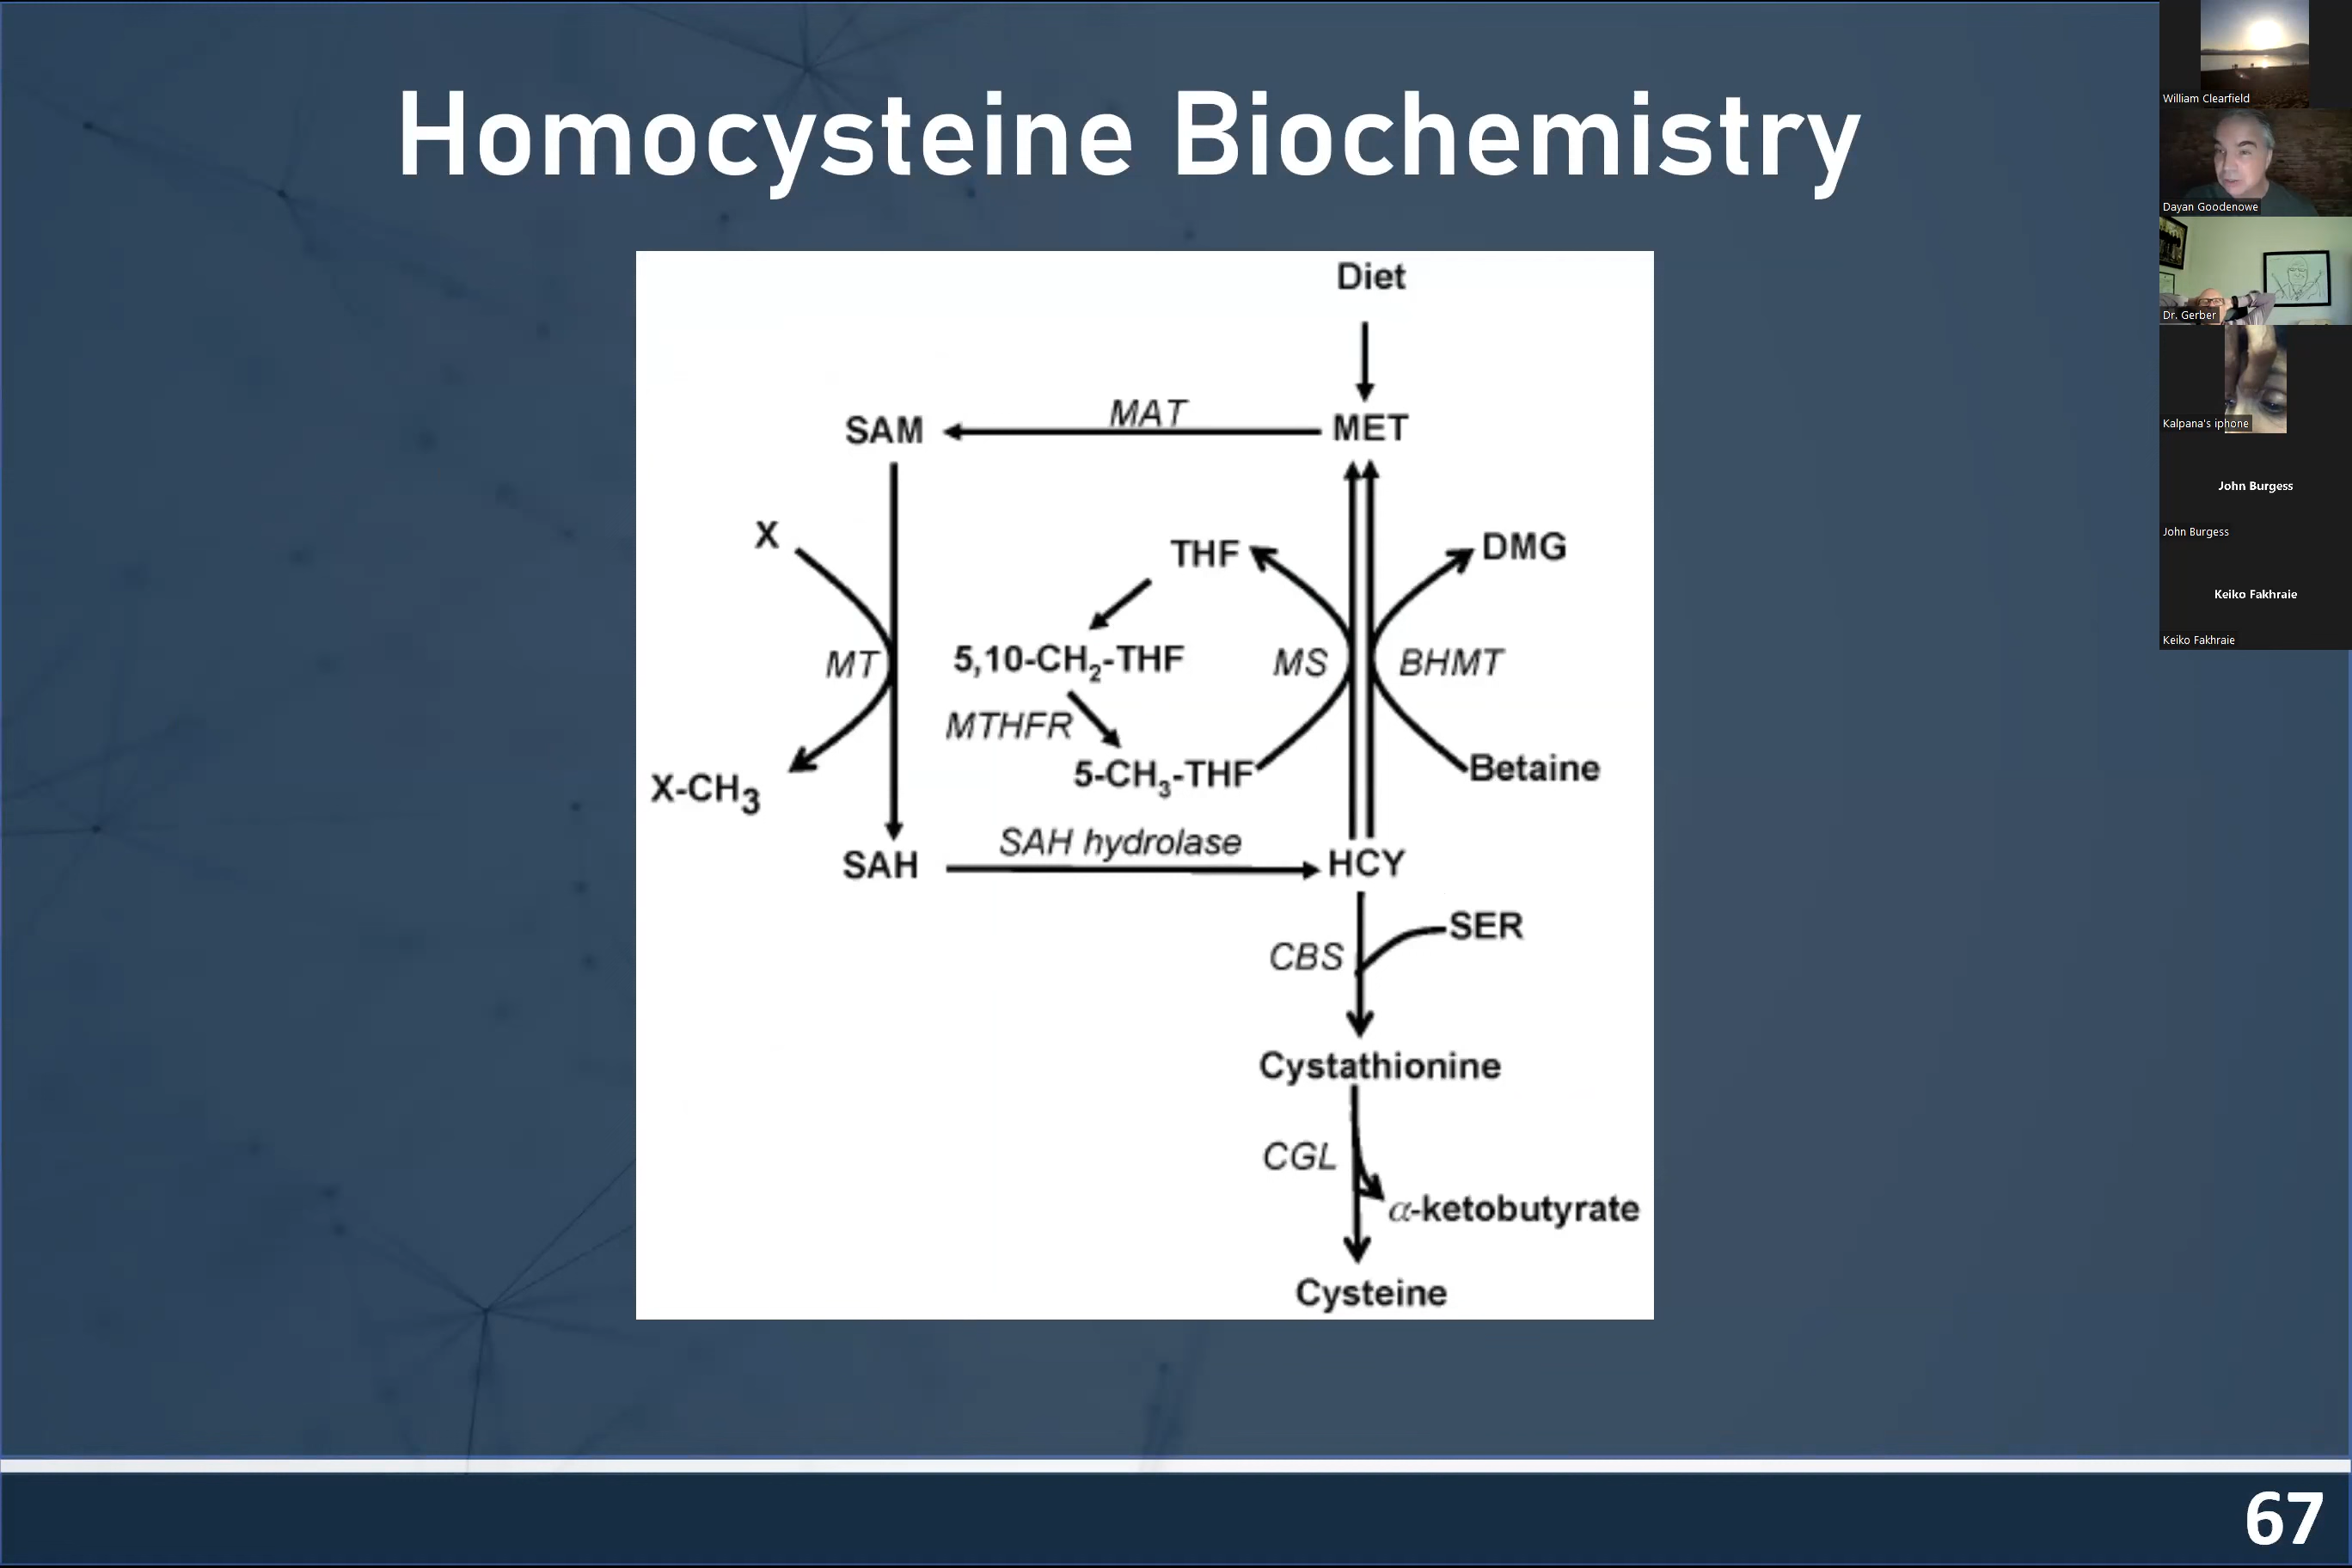 Homocysteine Biochemistry
Diet
SAM
MAT
MET
X
THF
DMG
MT
5,10-CH₂-THF
MS
BHMT
MTHFR
X-CH₃
5-CH₃-THF
Betaine
SAH
SAH hydrolase
HCY
SER
CBS
Cystathionine
CGL
α-ketobutyrate
Cysteine
67
William Clearfield
Dayan Goodenowe
Dr. Gerber
Kalpana's iphone
John Burgess
John Burgess
Keiko Fakhraie
Keiko Fakhraie